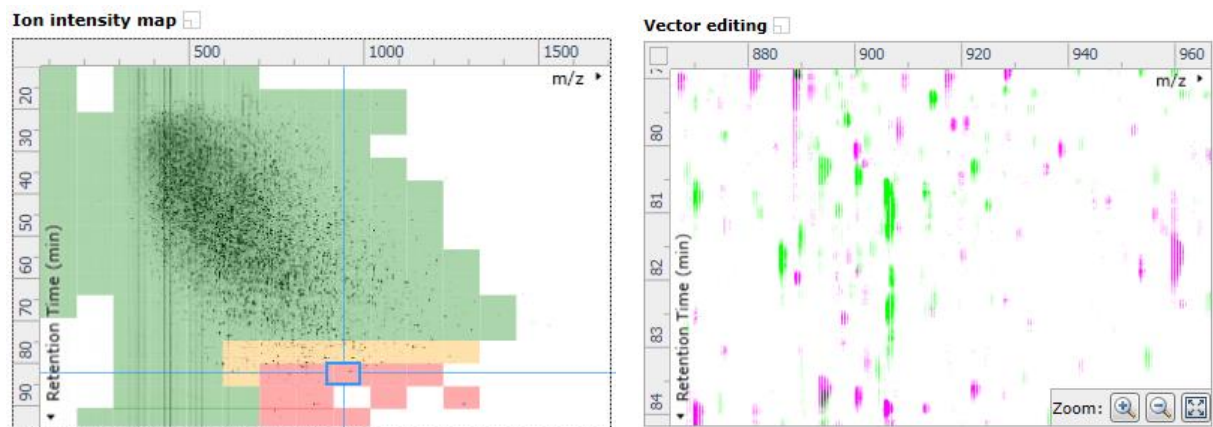 Ion intensity map
500 1000 1500
m/z
20
30
40
50
60
70
80
90
Retention Time (min)
Vector editing
880 900 920 940 960
m/z
80
81
82
83
84
Retention Time (min)
Zoom: